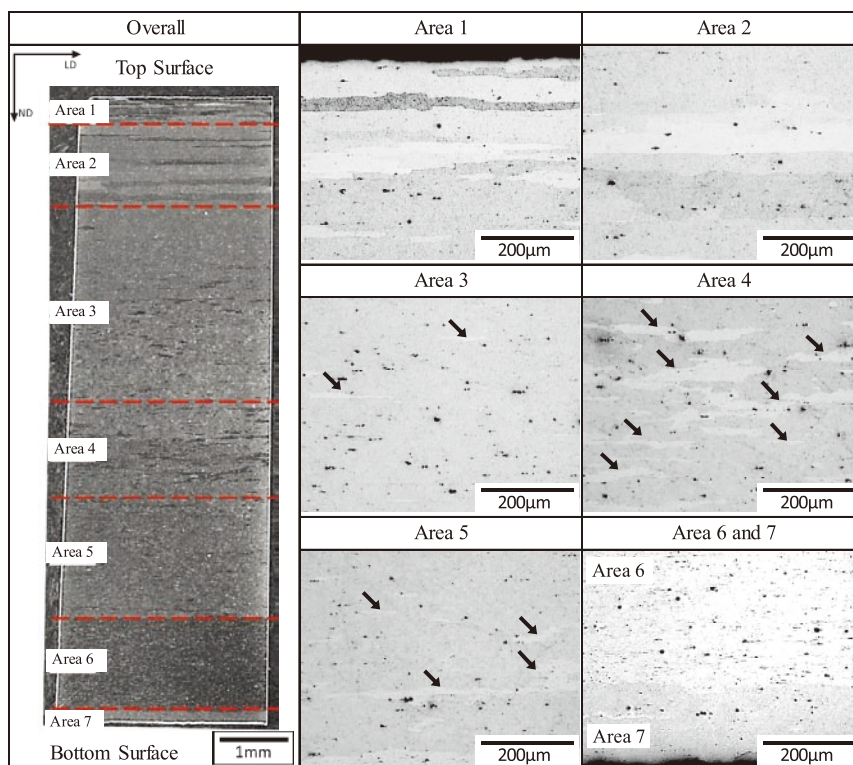 Overall
Area 1
Area 2
LD
ND
Top Surface
Area 1
Area 2
Area 3
Area 4
Area 5
Area 6
Area 7
Bottom Surface
1mm
200μm
200μm
Area 3
Area 4
200μm
200μm
Area 5
Area 6 and 7
Area 6
Area 7
200μm
200μm